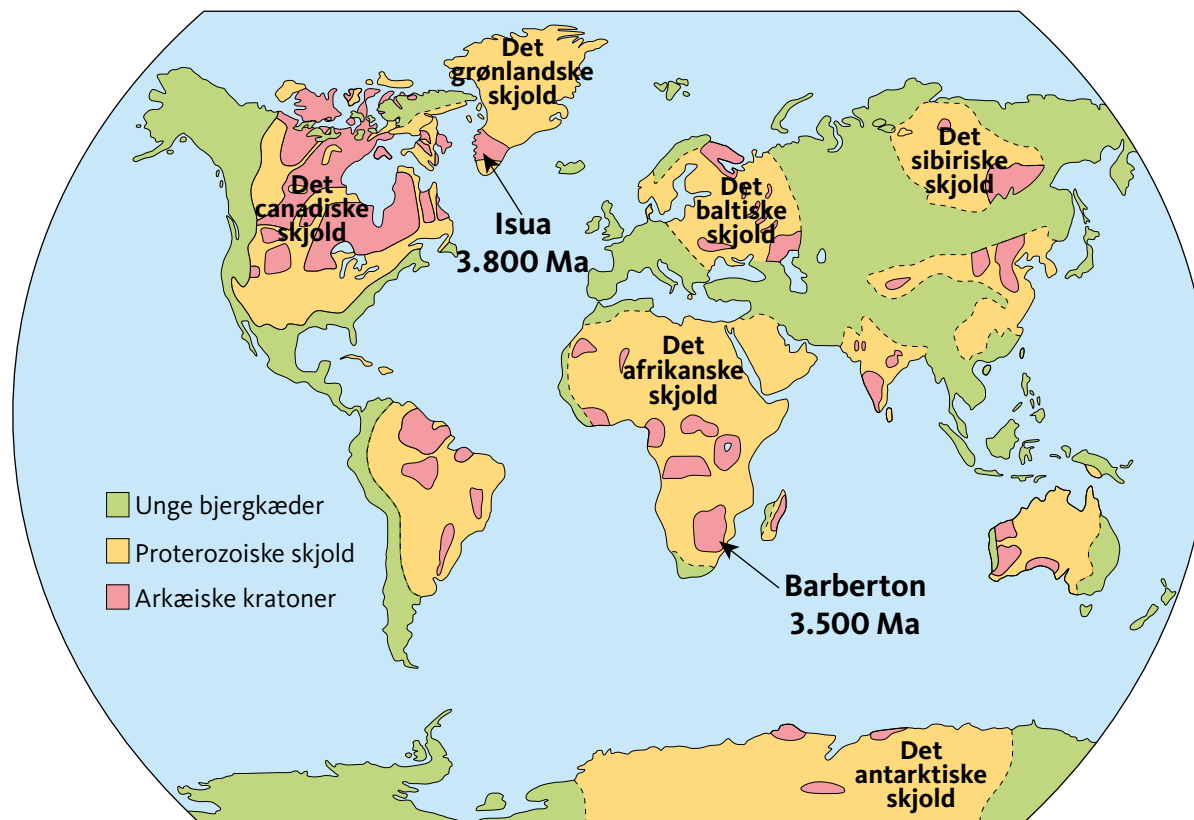 Det
grønlandske
skjold
Det
canadiske
skjold
Isua
3.800 Ma
Det
baltiske
skjold
Det
sibiriske
skjold
Det
afrikanske
skjold
Unge bjergkæder
Proterozoiske skjold
Arkæiske kratoner
Barberton
3.500 Ma
Det
antarktiske
skjold